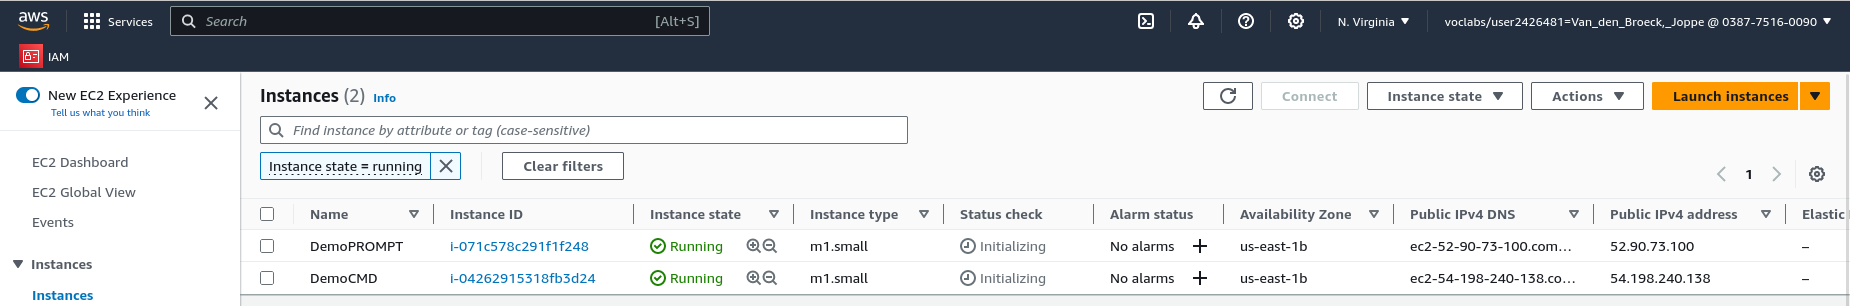 aws Services Search [Alt+S] N. Virginia voclabs/user2426481=Van_den_Broeck,_Joppe @ 0387-7516-0090
IAM
New EC2 Experience
Tell us what you think
EC2 Dashboard
EC2 Global View
Events
Instances
Instances
Instances (2) Info Connect Instance state Actions Launch instances
Find instance by attribute or tag (case-sensitive)
Instance state = running Clear filters
1
Name Instance ID Instance state Instance type Status check Alarm status Availability Zone Public IPv4 DNS Public IPv4 address Elastic
DemoPROMPT i-071c578c291f1f248 Running m1.small Initializing No alarms us-east-1b ec2-52-90-73-100.com... 52.90.73.100 –
DemoCMD i-04262915318fb3d24 Running m1.small Initializing No alarms us-east-1b ec2-54-198-240-138.co... 54.198.240.138 –